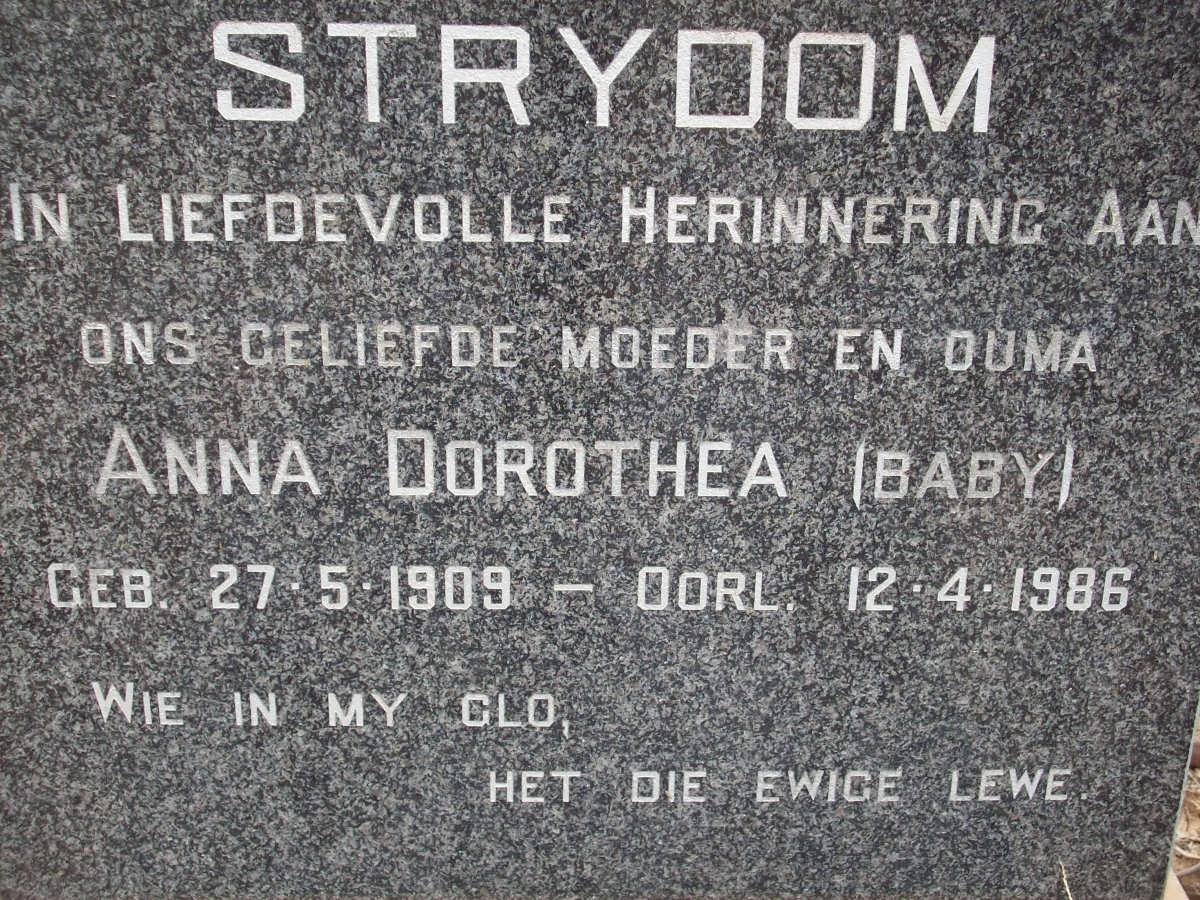 STRYDOM
IN LIEFDEVOLLE HERINNERING AAN
ONS GELIEFDE MOEDER EN OUMA
ANNA DOROTHEA (BABY)
GEB. 27·5·1909 – OORL. 12·4·1986
WIE IN MY GLO,
HET DIE EWIGE LEWE.